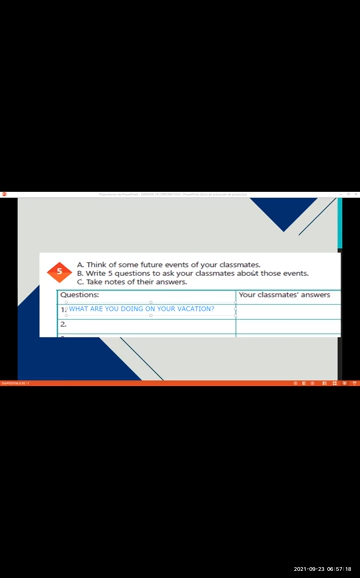 5
A. Think of some future events of your classmates.
B. Write 5 questions to ask your classmates about those events.
C. Take notes of their answers.
Questions:
Your classmates' answers
1. WHAT ARE YOU DOING ON YOUR VACATION?
2.
2021-09-23 06:57:18